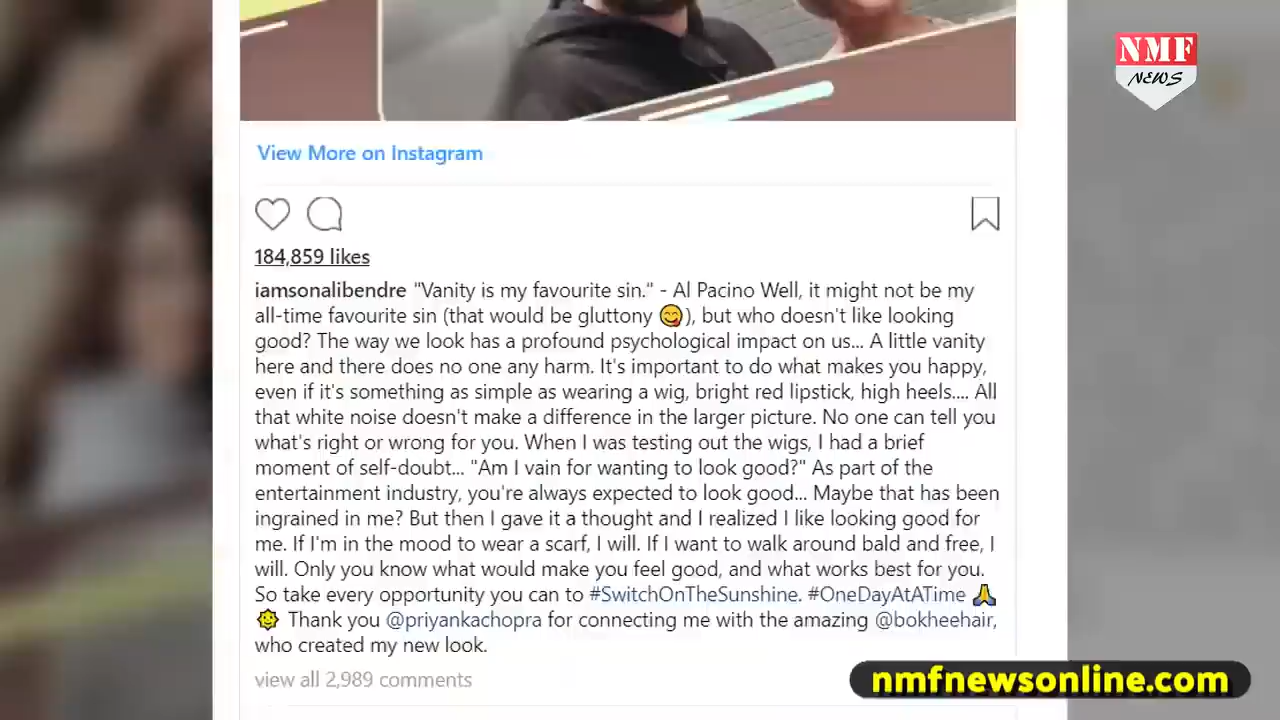 NMF
NEWS
View More on Instagram
184,859 likes
iamsonalibendre "Vanity is my favourite sin." - Al Pacino Well, it might not be my
all-time favourite sin (that would be gluttony 😋), but who doesn't like looking
good? The way we look has a profound psychological impact on us... A little vanity
here and there does no one any harm. It's important to do what makes you happy,
even if it's something as simple as wearing a wig, bright red lipstick, high heels.... All
that white noise doesn't make a difference in the larger picture. No one can tell you
what's right or wrong for you. When I was testing out the wigs, I had a brief
moment of self-doubt... "Am I vain for wanting to look good?" As part of the
entertainment industry, you're always expected to look good... Maybe that has been
ingrained in me? But then I gave it a thought and I realized I like looking good for
me. If I'm in the mood to wear a scarf, I will. If I want to walk around bald and free, I
will. Only you know what would make you feel good, and what works best for you.
So take every opportunity you can to #SwitchOnTheSunshine. #OneDayAtATime 🙏
🌞 Thank you @priyankachopra for connecting me with the amazing @bokheehair,
who created my new look.
view all 2,989 comments
nmfnewsonline.com